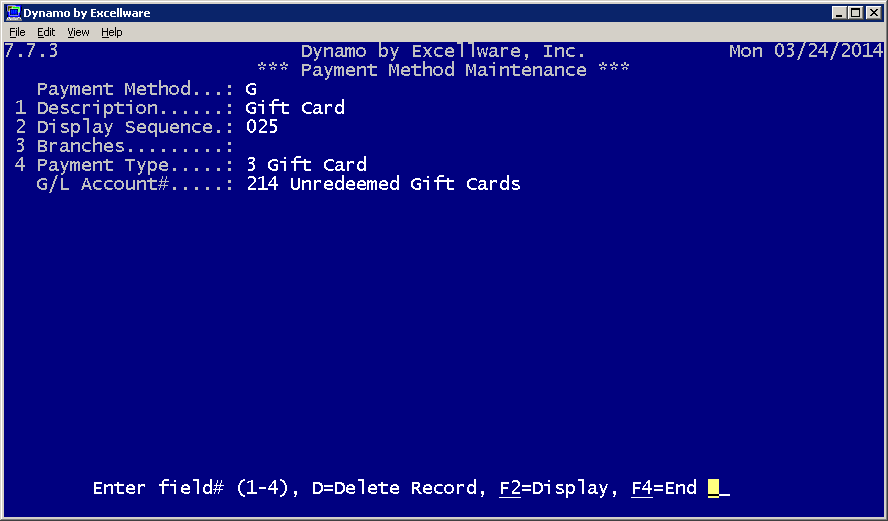 Dynamo by Excellware
File Edit View Help
7.7.3 Dynamo by Excellware, Inc. Mon 03/24/2014
*** Payment Method Maintenance ***
Payment Method...: G
1 Description......: Gift Card
2 Display Sequence.: 025
3 Branches.........:
4 Payment Type.....: 3 Gift Card
G/L Account#.....: 214 Unredeemed Gift Cards
Enter field# (1-4), D=Delete Record, F2=Display, F4=End